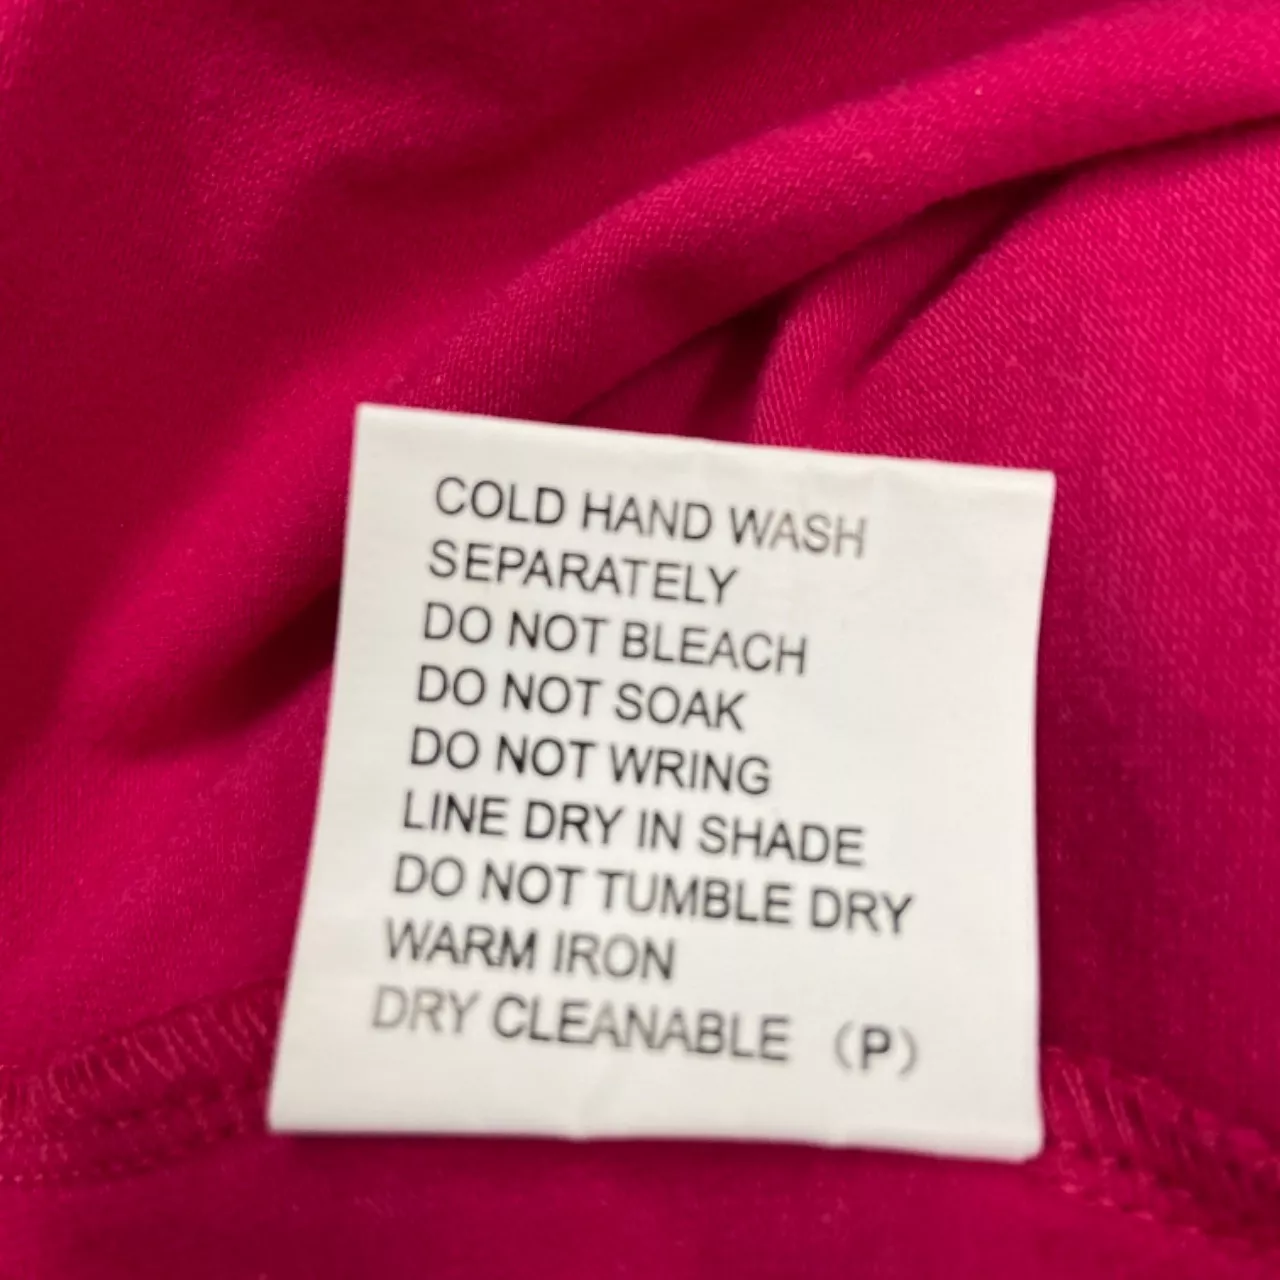 COLD HAND WASH
SEPARATELY
DO NOT BLEACH
DO NOT SOAK
DO NOT WRING
LINE DRY IN SHADE
DO NOT TUMBLE DRY
WARM IRON
DRY CLEANABLE (P)